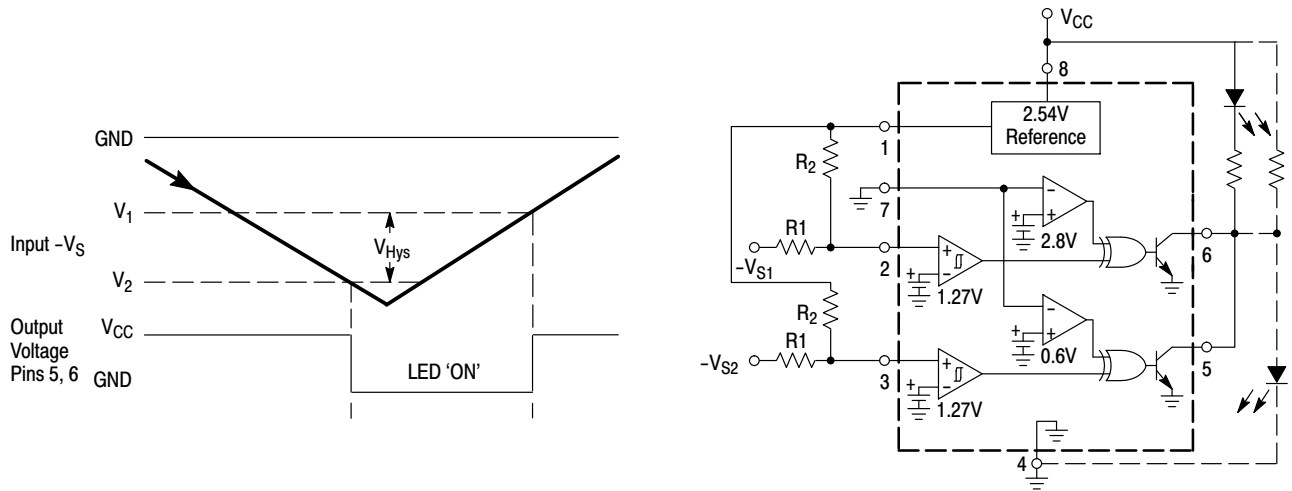 GND
V1
Input –VS
VHys
V2
Output
Voltage
Pins 5, 6
VCC
GND
LED ‘ON’
VCC
8
2.54V
Reference
1
R2
7
–
+
2.8V
6
R1
2
–VS1
+
–
+
1.27V
R2
–
+
0.6V
5
R1
–VS2
3
+
–
+
1.27V
4